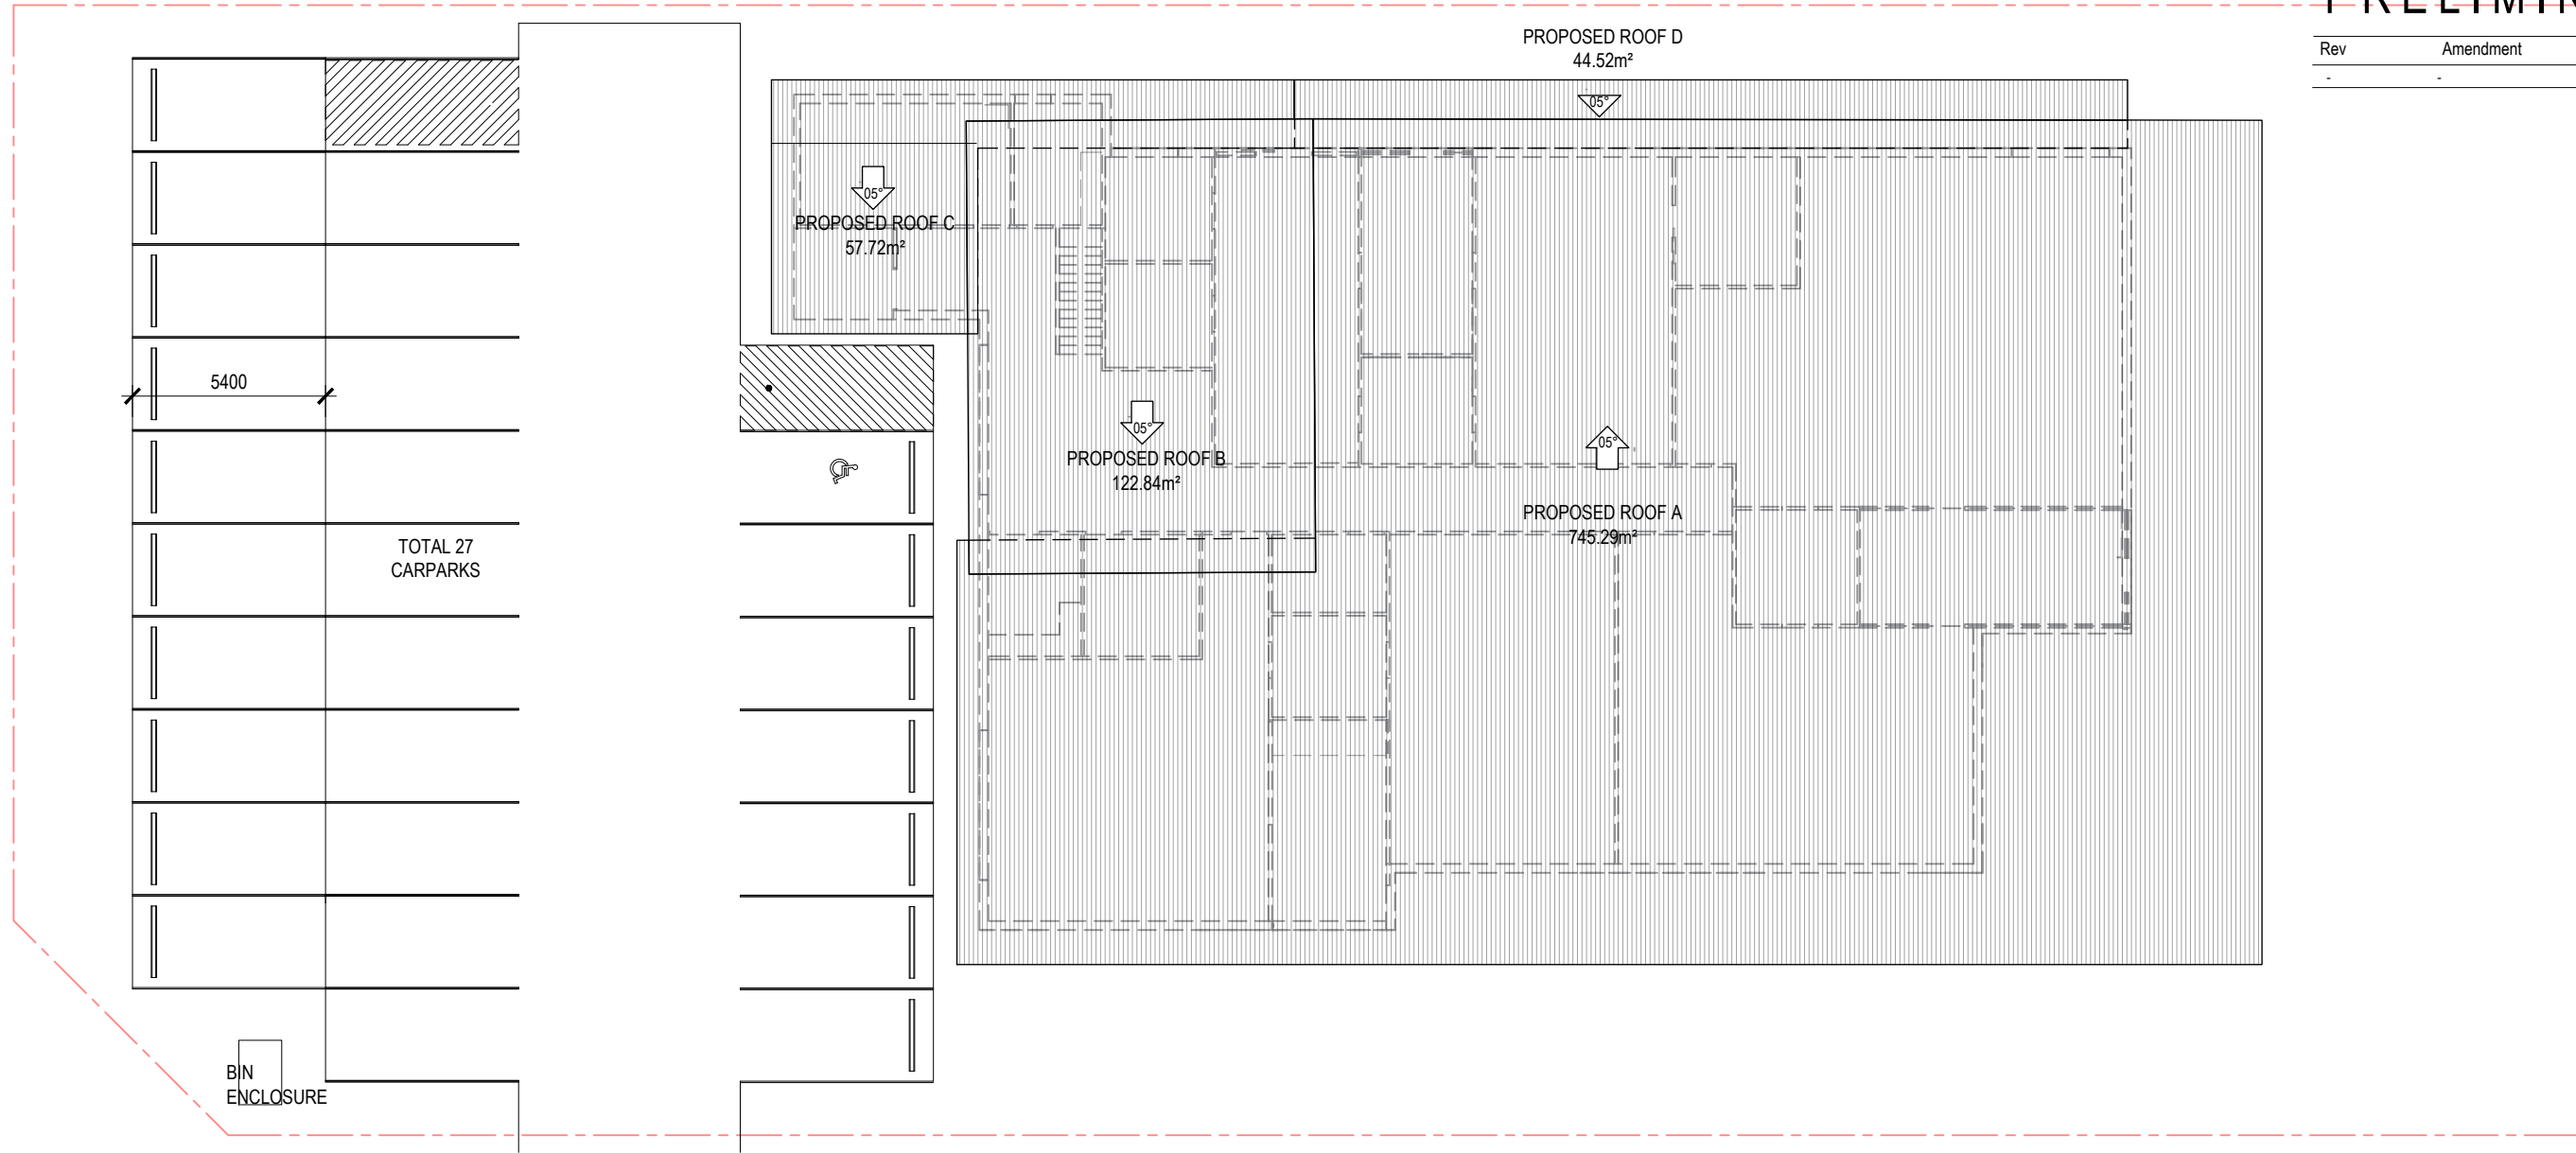 Rev Amendment
- -
PROPOSED ROOF D
44.52m²
05°
05°
PROPOSED ROOF C
57.72m²
5400
05°
PROPOSED ROOF B
122.84m²
05°
PROPOSED ROOF A
745.29m²
TOTAL 27
CARPARKS
BIN
ENCLOSURE